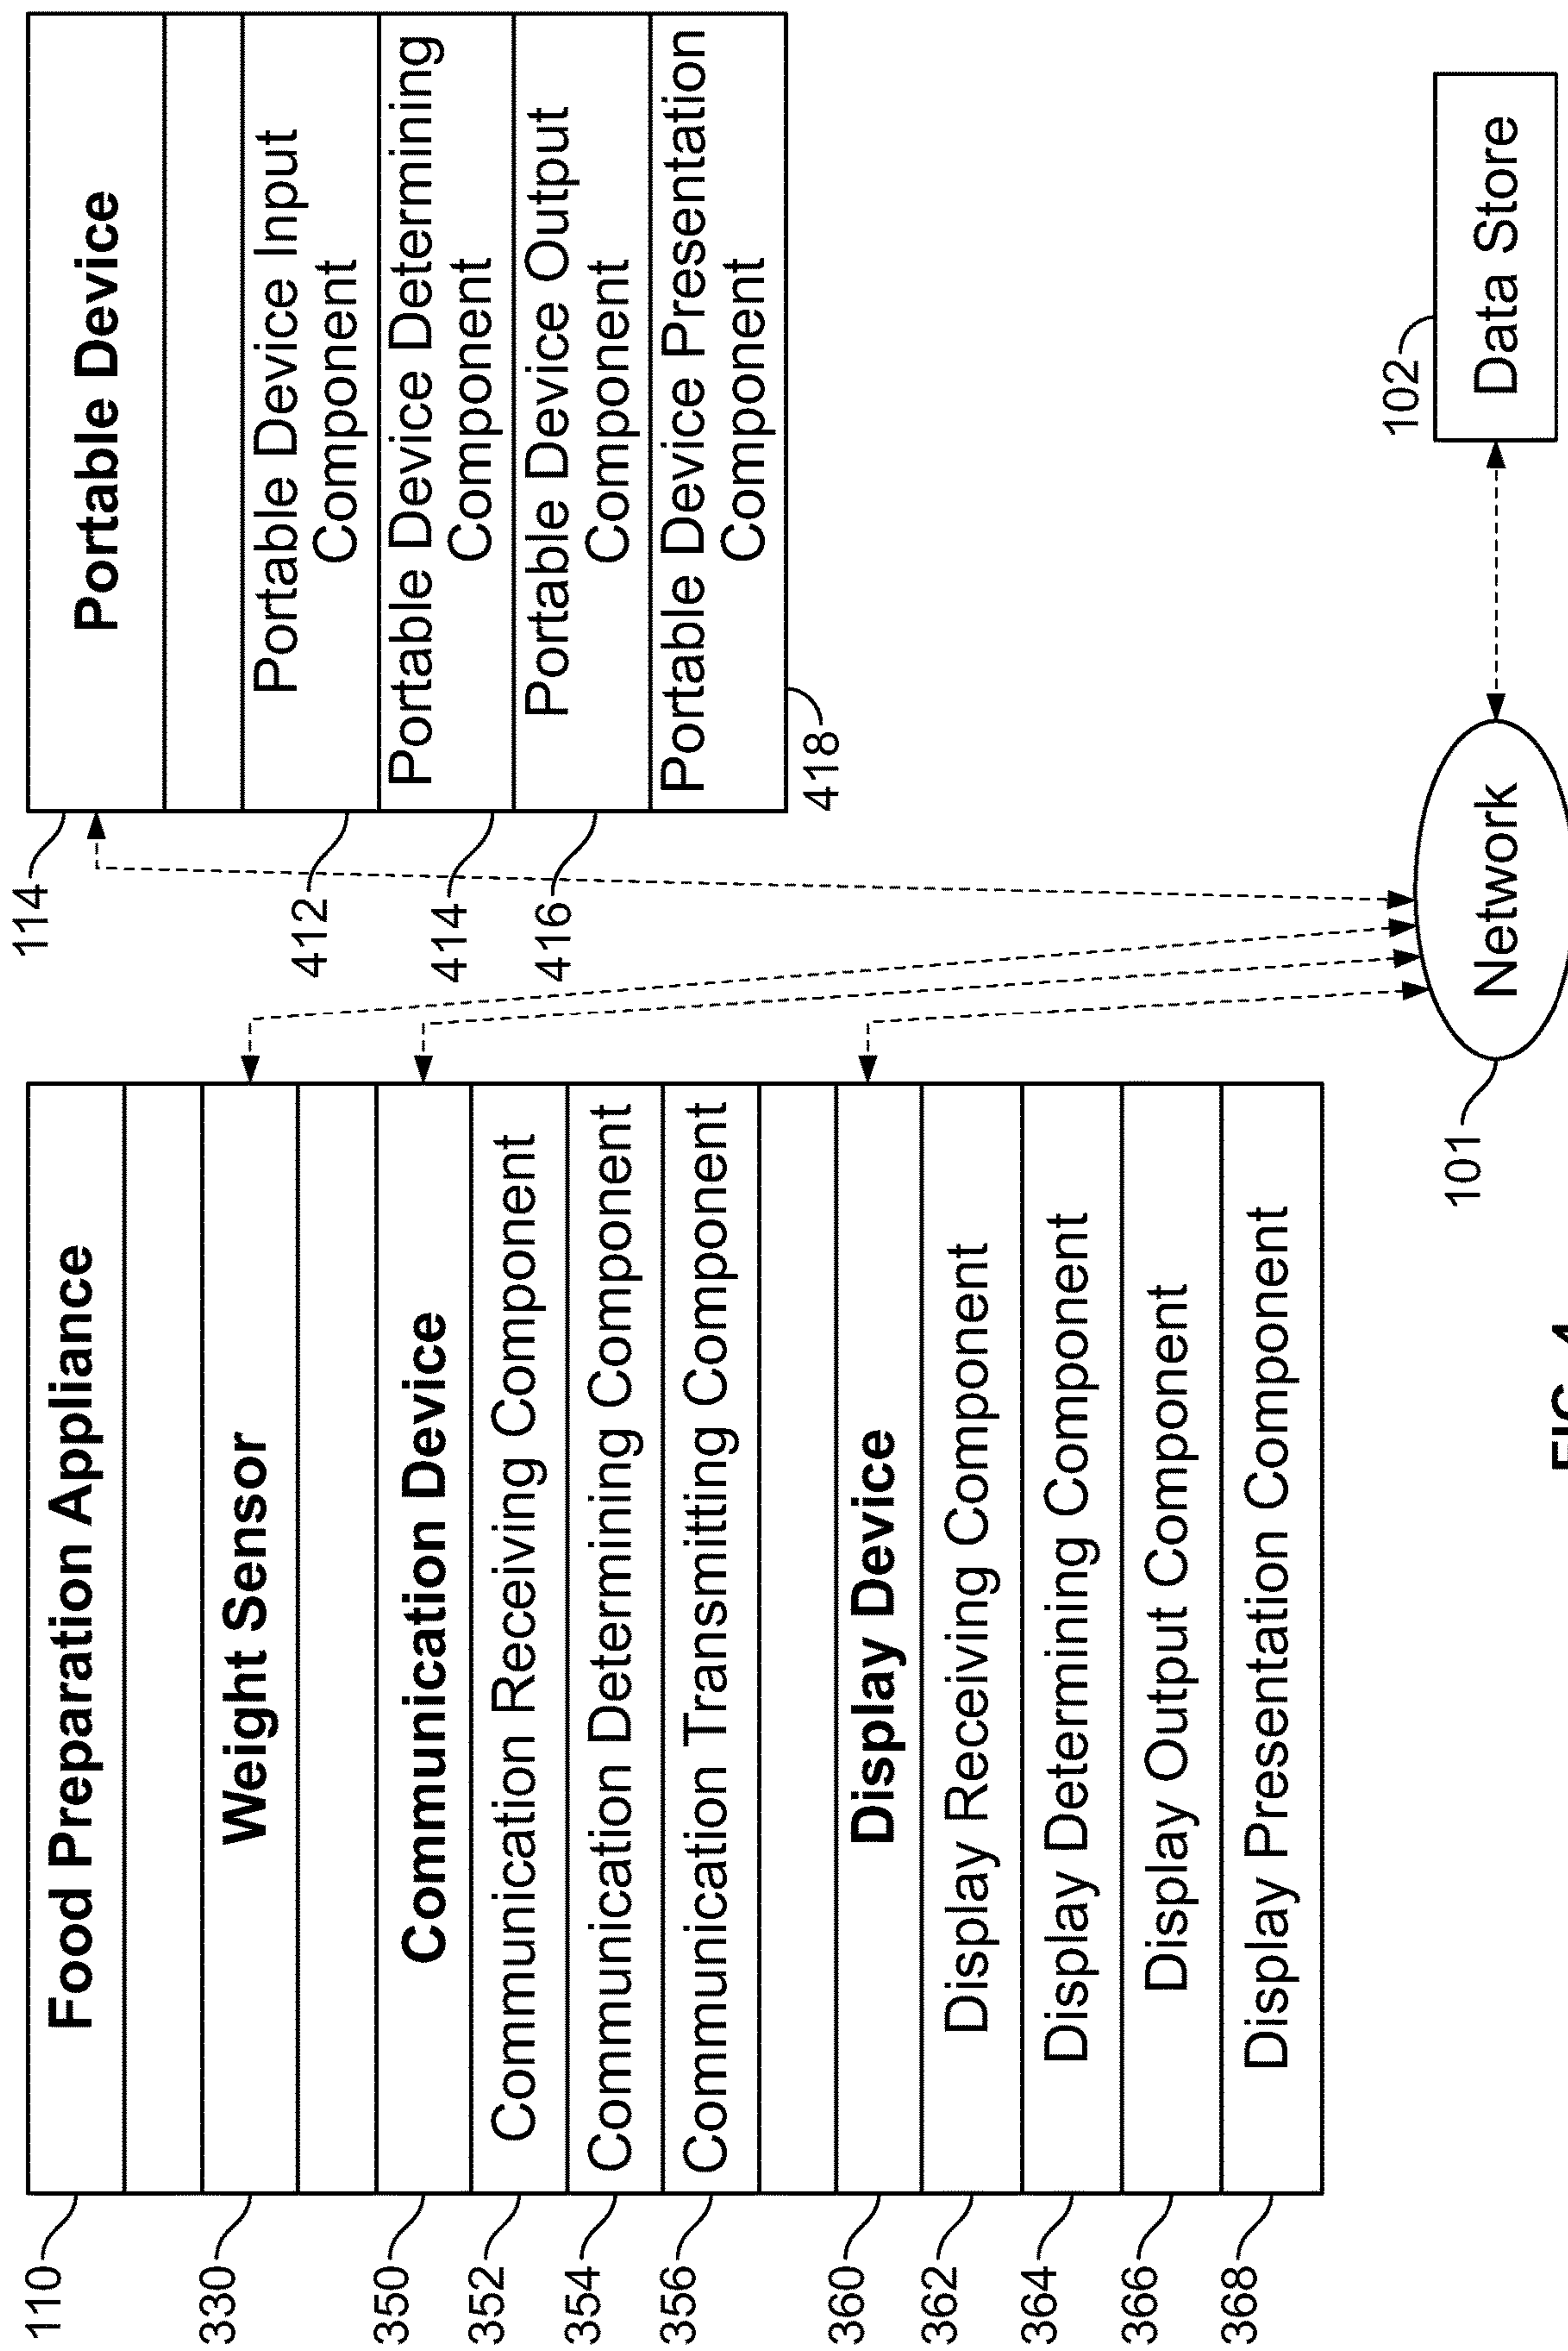 110
Food Preparation Appliance
330
Weight Sensor
350
Communication Device
352
Communication Receiving Component
354
Communication Determining Component
356
Communication Transmitting Component
360
Display Device
362
Display Receiving Component
364
Display Determining Component
366
Display Output Component
368
Display Presentation Component
114
Portable Device
412
Portable Device Input
Component
414
Portable Device Determining
Component
416
Portable Device Output
Component
418
Portable Device Presentation
Component
101
Network
102
Data Store